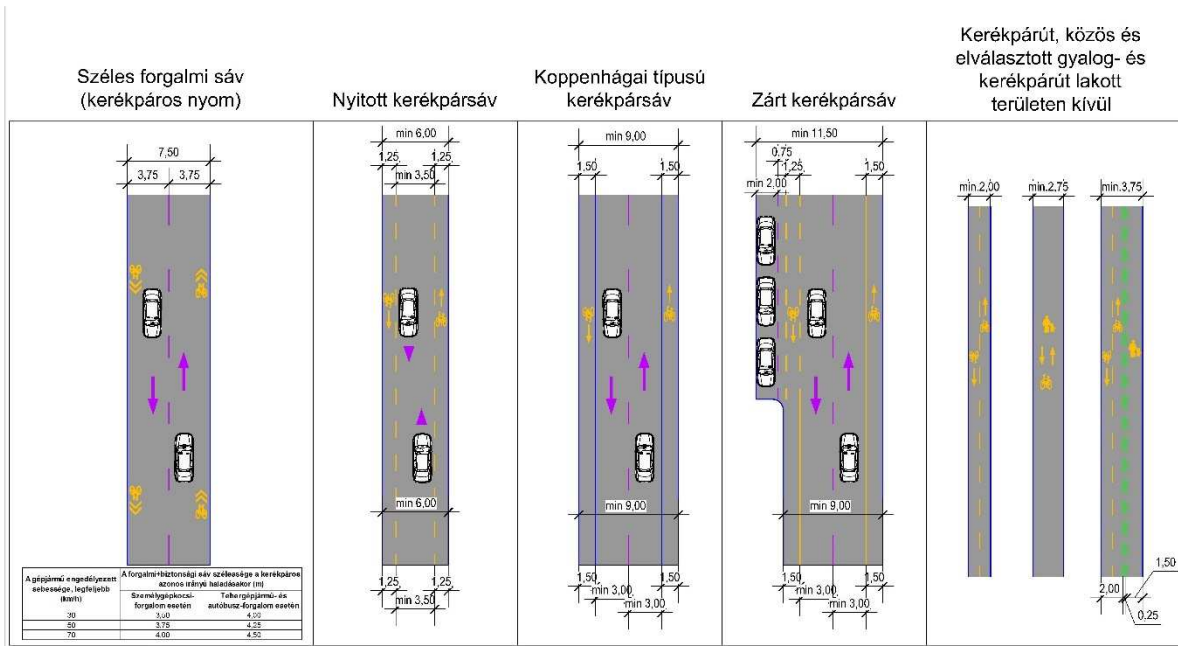 Széles forgalmi sáv
(kerékpáros nyom)
Nyitott kerékpársáv
Koppenhágai típusú
kerékpársáv
Zárt kerékpársáv
Kerékpárút, közös és
elválasztott gyalog- és
kerékpárút lakott
területen kívül
7,50
3,75
3,75
A gépjármű engedélyezett
sebessége, legfeljebb
(km/h)
A forgalmi+biztonsági sáv szélessége a kerékpáros
azonos irányú haladásakor (m)
Személygépkocsi-
forgalom esetén
Tehergépjármű- és
autóbusz-forgalom esetén
30
3,50
4,00
50
3,75
4,25
70
4,00
4,50
min 6,00
1,25
1,25
min 3,50
min 6,00
1,25
1,25
min 3,50
min 9,00
1,50
1,50
min 9,00
1,50
1,50
min 3,00
min 3,00
min 11,50
0,75
1,25
1,50
min 2,00
min 9,00
1,50
1,50
min 3,00
min 3,00
min.2,00
min.2,75
min.3,75
1,50
2,00
0,25